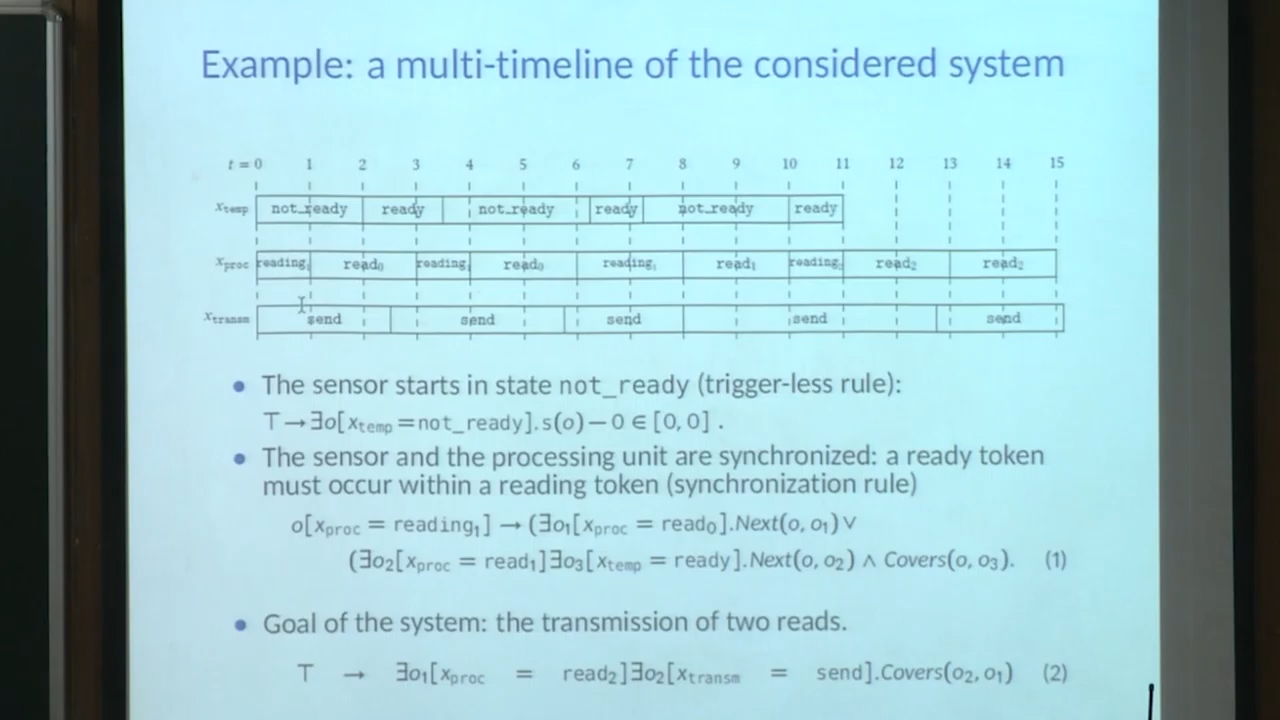 Example: a multi-timeline of the considered system
t = 0 1 2 3 4 5 6 7 8 9 10 11 12 13 14 15
x_temp not_ready ready not_ready ready not_ready ready
x_proc reading₁ read₀ reading₁ read₀ reading₁ read₁ reading₂ read₂ read₂
x_transm send send send send send
• The sensor starts in state not_ready (trigger-less rule):
⊤→∃o[x_temp=not_ready].s(o)−0∈[0,0].
• The sensor and the processing unit are synchronized: a ready token
must occur within a reading token (synchronization rule)
o[x_proc = reading₁] → (∃o₁[x_proc = read₀].Next(o, o₁) ∨
(∃o₂[x_proc = read₁]∃o₃[x_temp = ready].Next(o, o₂) ∧ Covers(o, o₃). (1)
• Goal of the system: the transmission of two reads.
⊤ → ∃o₁[x_proc = read₂]∃o₂[x_transm = send].Covers(o₂, o₁) (2)